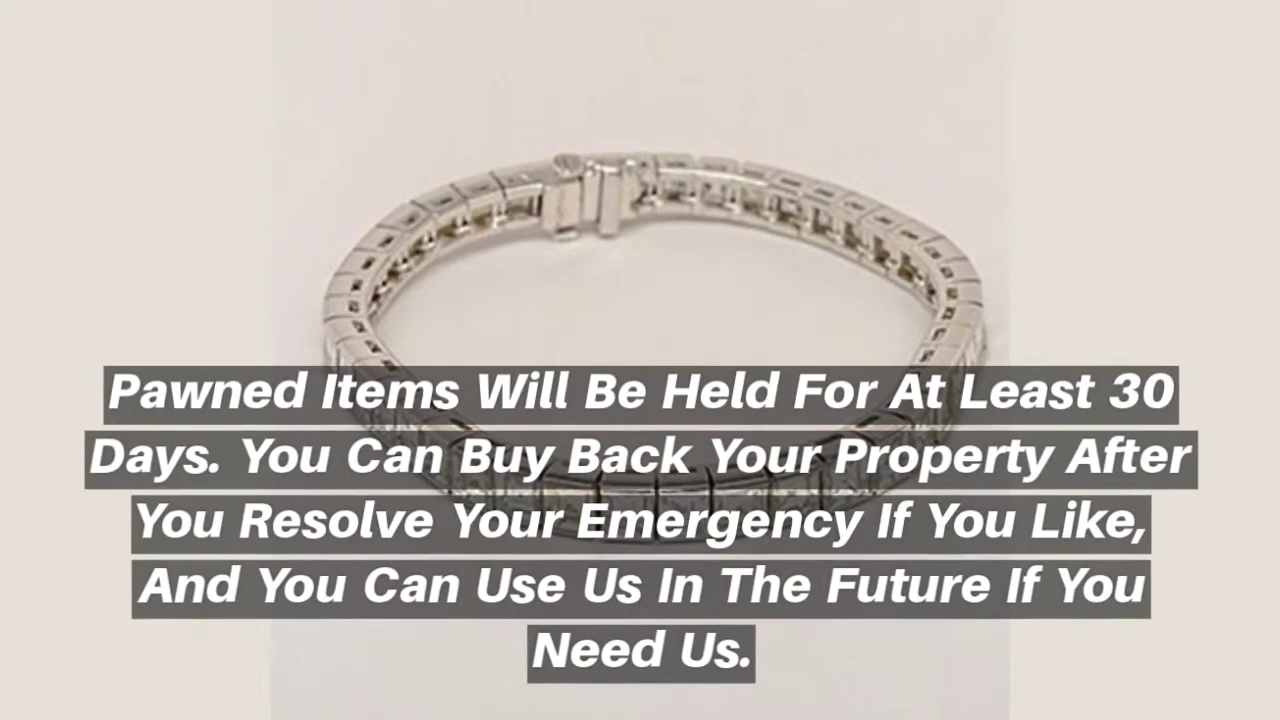 Pawned Items Will Be Held For At Least 30
Days. You Can Buy Back Your Property After
You Resolve Your Emergency If You Like,
And You Can Use Us In The Future If You
Need Us.